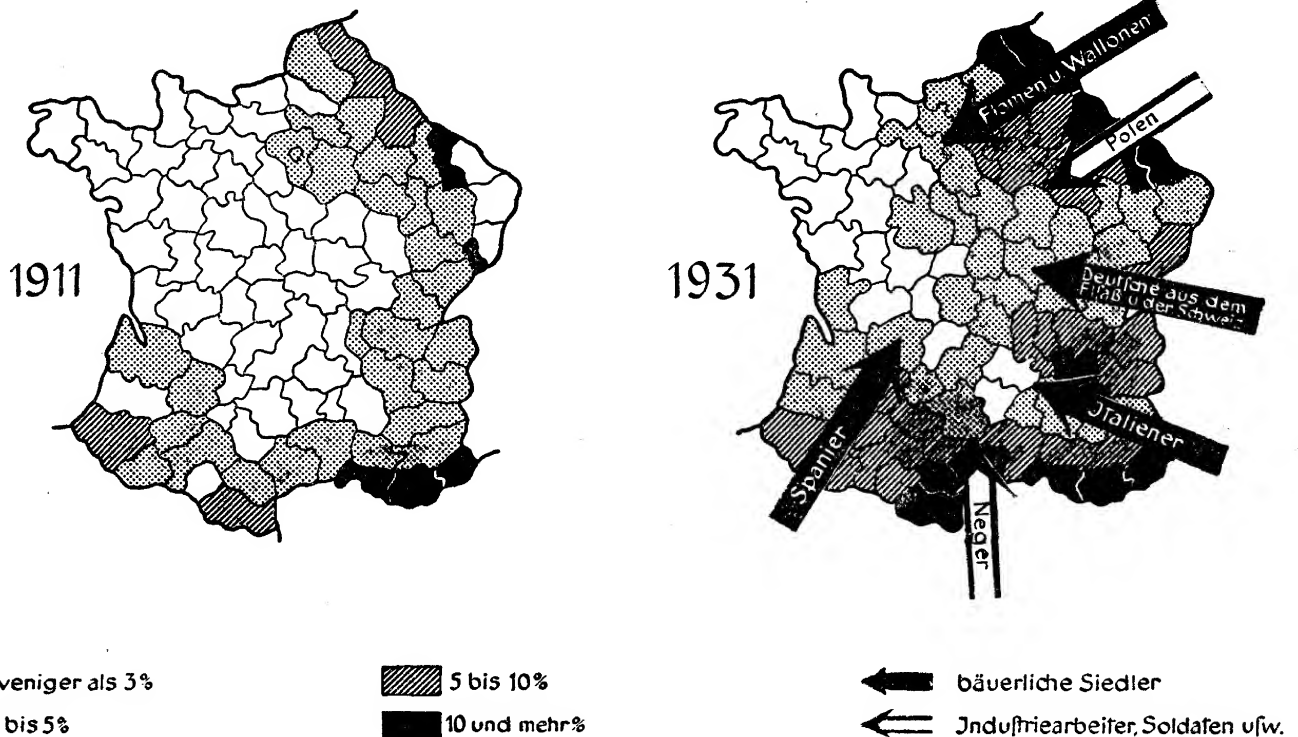 1911
1931
Flamen u. Wallonen
Polen
Deutſche aus dem
Elſaß u der Schweiz
Italiener
Spanier
Neger
weniger als 3%
bis 5%
5 bis 10%
10 und mehr%
bäuerliche Siedler
Induſtriearbeiter, Soldaten uſw.